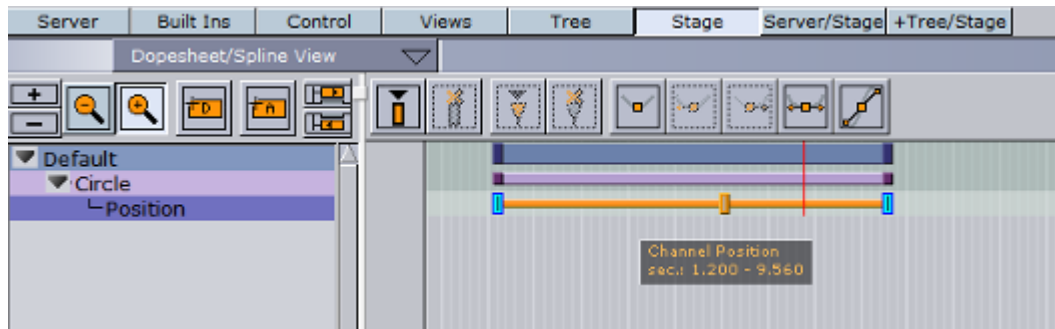 Server Built Ins Control Views Tree Stage Server/Stage +Tree/Stage
Dopesheet/Spline View
D A
Default
Circle
Position
Channel Position
sec.: 1.200 - 9.560